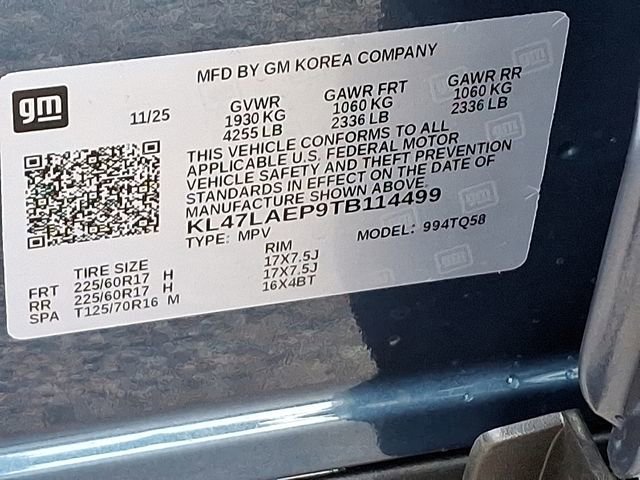 gm
MFD BY GM KOREA COMPANY
11/25
GVWR GAWR FRT GAWR RR
1930 KG 1060 KG 1060 KG
4255 LB 2336 LB 2336 LB
THIS VEHICLE CONFORMS TO ALL
APPLICABLE U.S. FEDERAL MOTOR
VEHICLE SAFETY AND THEFT PREVENTION
STANDARDS IN EFFECT ON THE DATE OF
MANUFACTURE SHOWN ABOVE.
KL47LAEP9TB114499
TYPE: MPV MODEL: 994TQ58
TIRE SIZE RIM
FRT 225/60R17 H 17X7.5J
RR 225/60R17 H 17X7.5J
SPA T125/70R16 M 16X4BT